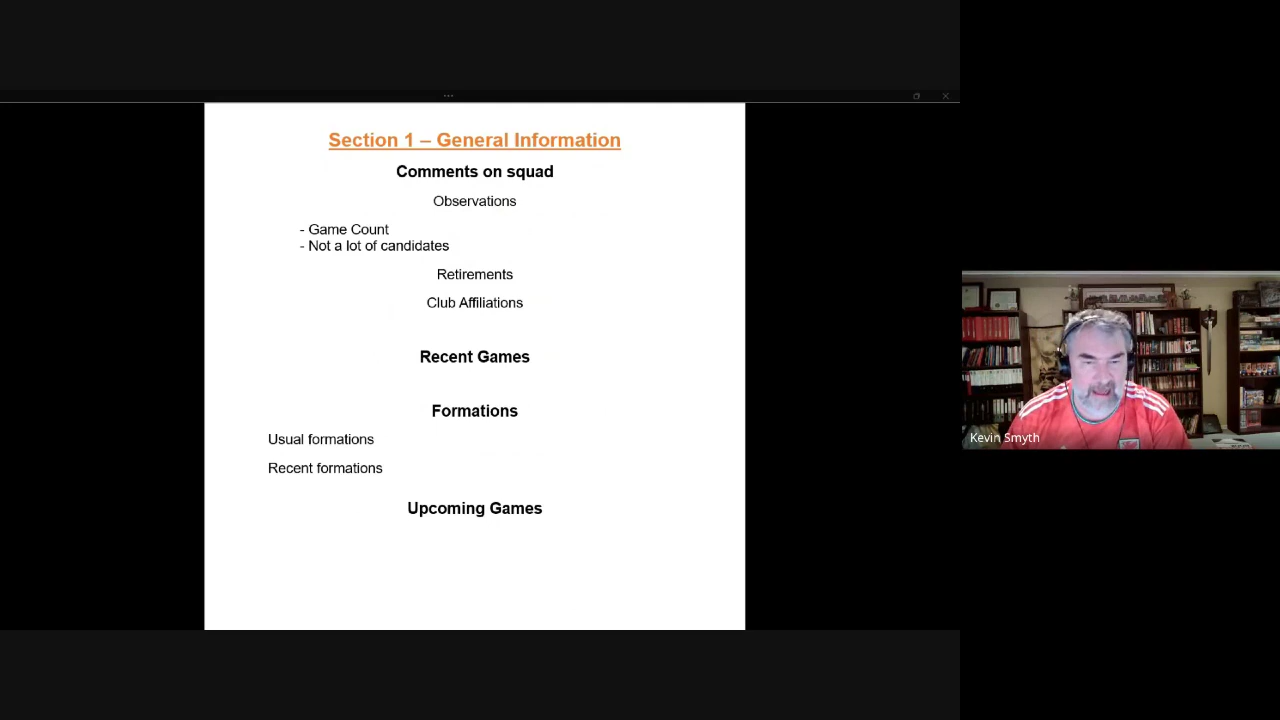 Section 1 – General Information
Comments on squad
Observations
- Game Count
- Not a lot of candidates
Retirements
Club Affiliations
Recent Games
Formations
Usual formations
Recent formations
Upcoming Games
Kevin Smyth